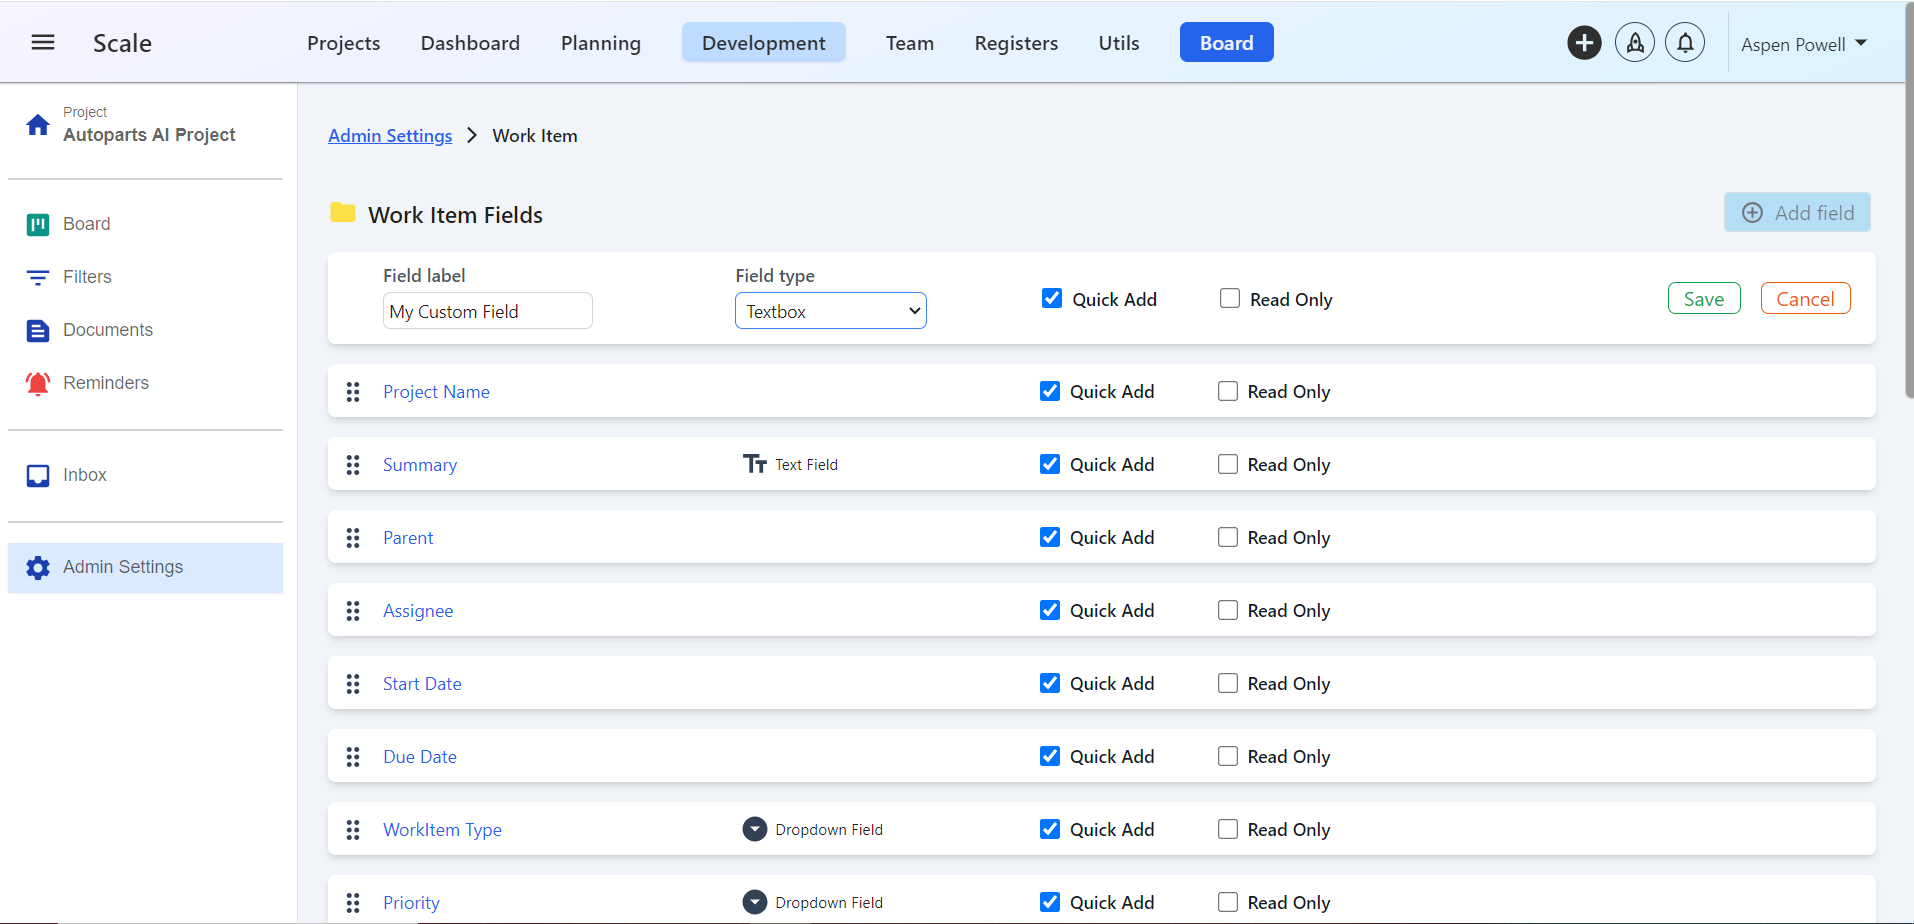 Scale
Projects
Dashboard
Planning
Development
Team
Registers
Utils
Board
Aspen Powell
Project
Autoparts AI Project
Board
Filters
Documents
Reminders
Inbox
Admin Settings
Admin Settings > Work Item
Work Item Fields
Add field
Field label
Field type
My Custom Field
Textbox
Quick Add
Read Only
Save
Cancel
Project Name
Quick Add
Read Only
Summary
Text Field
Quick Add
Read Only
Parent
Quick Add
Read Only
Assignee
Quick Add
Read Only
Start Date
Quick Add
Read Only
Due Date
Quick Add
Read Only
WorkItem Type
Dropdown Field
Quick Add
Read Only
Priority
Dropdown Field
Quick Add
Read Only